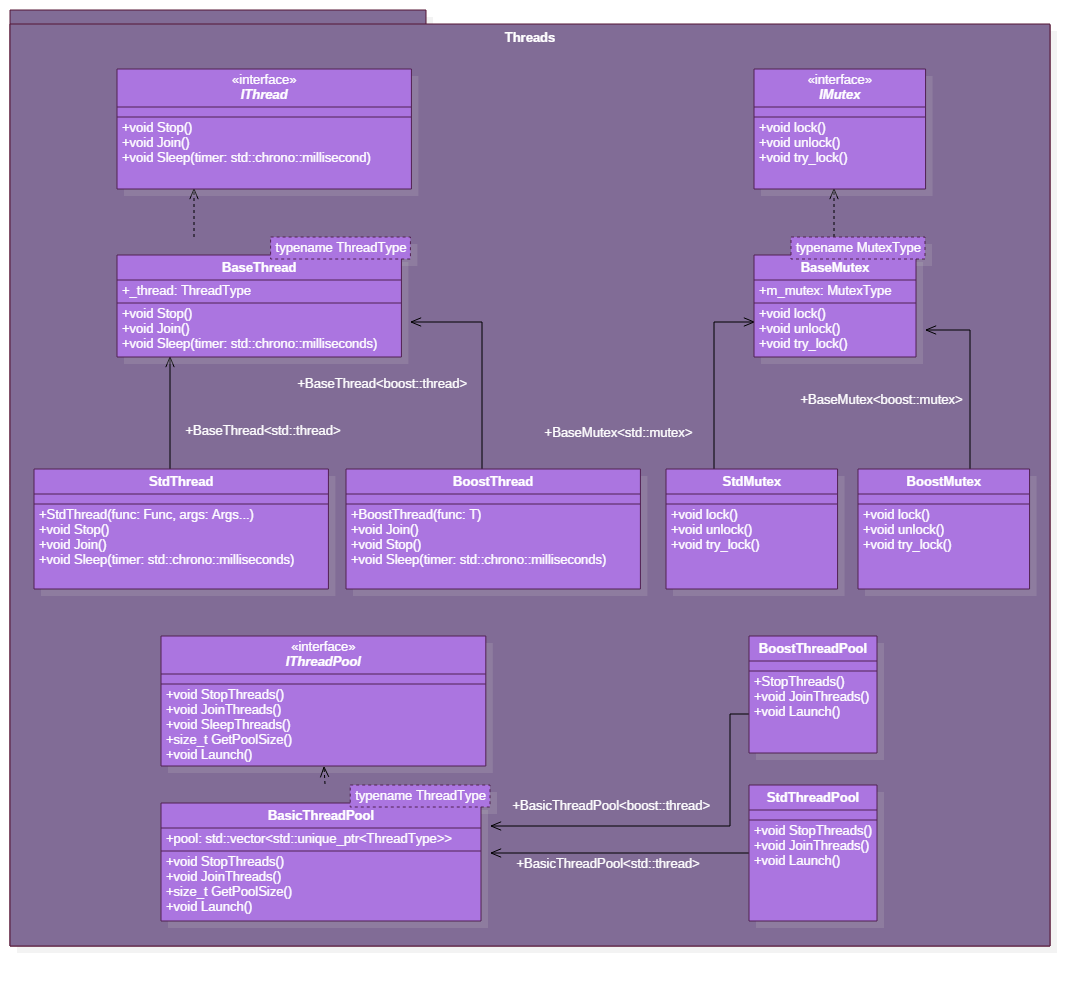 Threads
«interface»
IThread
+void Stop()
+void Join()
+void Sleep(timer: std::chrono::millisecond)
«interface»
IMutex
+void lock()
+void unlock()
+void try_lock()
typename ThreadType
BaseThread
+_thread: ThreadType
+void Stop()
+void Join()
+void Sleep(timer: std::chrono::milliseconds)
typename MutexType
BaseMutex
+m_mutex: MutexType
+void lock()
+void unlock()
+void try_lock()
+BaseThread<boost::thread>
+BaseThread<std::thread>
+BaseMutex<boost::mutex>
+BaseMutex<std::mutex>
StdThread
+StdThread(func: Func, args: Args...)
+void Stop()
+void Join()
+void Sleep(timer: std::chrono::milliseconds)
BoostThread
+BoostThread(func: T)
+void Join()
+void Stop()
+void Sleep(timer: std::chrono::milliseconds)
StdMutex
+void lock()
+void unlock()
+void try_lock()
BoostMutex
+void lock()
+void unlock()
+void try_lock()
«interface»
IThreadPool
+void StopThreads()
+void JoinThreads()
+void SleepThreads()
+size_t GetPoolSize()
+void Launch()
BoostThreadPool
+StopThreads()
+void JoinThreads()
+void Launch()
typename ThreadType
BasicThreadPool
+pool: std::vector<std::unique_ptr<ThreadType>>
+void StopThreads()
+void JoinThreads()
+size_t GetPoolSize()
+void Launch()
+BasicThreadPool<boost::thread>
+BasicThreadPool<std::thread>
StdThreadPool
+void StopThreads()
+void JoinThreads()
+void Launch()